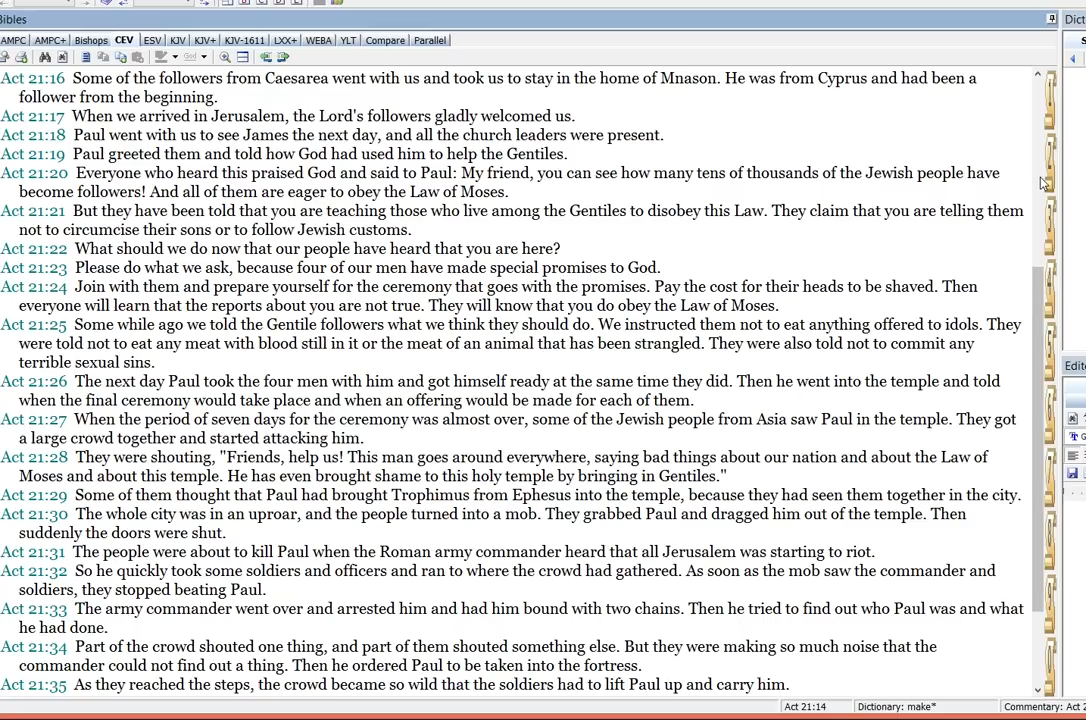 Bibles
Dict
AMPC AMPC+ Bishops CEV ESV KJV KJV+ KJV-1611 LXX+ WEBA YLT Compare Parallel
Act 21:16 Some of the followers from Caesarea went with us and took us to stay in the home of Mnason. He was from Cyprus and had been a
follower from the beginning.
Act 21:17 When we arrived in Jerusalem, the Lord's followers gladly welcomed us.
Act 21:18 Paul went with us to see James the next day, and all the church leaders were present.
Act 21:19 Paul greeted them and told how God had used him to help the Gentiles.
Act 21:20 Everyone who heard this praised God and said to Paul: My friend, you can see how many tens of thousands of the Jewish people have
become followers! And all of them are eager to obey the Law of Moses.
Act 21:21 But they have been told that you are teaching those who live among the Gentiles to disobey this Law. They claim that you are telling them
not to circumcise their sons or to follow Jewish customs.
Act 21:22 What should we do now that our people have heard that you are here?
Act 21:23 Please do what we ask, because four of our men have made special promises to God.
Act 21:24 Join with them and prepare yourself for the ceremony that goes with the promises. Pay the cost for their heads to be shaved. Then
everyone will learn that the reports about you are not true. They will know that you do obey the Law of Moses.
Act 21:25 Some while ago we told the Gentile followers what we think they should do. We instructed them not to eat anything offered to idols. They
were told not to eat any meat with blood still in it or the meat of an animal that has been strangled. They were also told not to commit any
terrible sexual sins.
Act 21:26 The next day Paul took the four men with him and got himself ready at the same time they did. Then he went into the temple and told
when the final ceremony would take place and when an offering would be made for each of them.
Act 21:27 When the period of seven days for the ceremony was almost over, some of the Jewish people from Asia saw Paul in the temple. They got
a large crowd together and started attacking him.
Act 21:28 They were shouting, "Friends, help us! This man goes around everywhere, saying bad things about our nation and about the Law of
Moses and about this temple. He has even brought shame to this holy temple by bringing in Gentiles."
Act 21:29 Some of them thought that Paul had brought Trophimus from Ephesus into the temple, because they had seen them together in the city.
Act 21:30 The whole city was in an uproar, and the people turned into a mob. They grabbed Paul and dragged him out of the temple. Then
suddenly the doors were shut.
Act 21:31 The people were about to kill Paul when the Roman army commander heard that all Jerusalem was starting to riot.
Act 21:32 So he quickly took some soldiers and officers and ran to where the crowd had gathered. As soon as the mob saw the commander and
soldiers, they stopped beating Paul.
Act 21:33 The army commander went over and arrested him and had him bound with two chains. Then he tried to find out who Paul was and what
he had done.
Act 21:34 Part of the crowd shouted one thing, and part of them shouted something else. But they were making so much noise that the
commander could not find out a thing. Then he ordered Paul to be taken into the fortress.
Act 21:35 As they reached the steps, the crowd became so wild that the soldiers had to lift Paul up and carry him.
Edit
Act 21:14 Dictionary: make* Commentary: Act 2